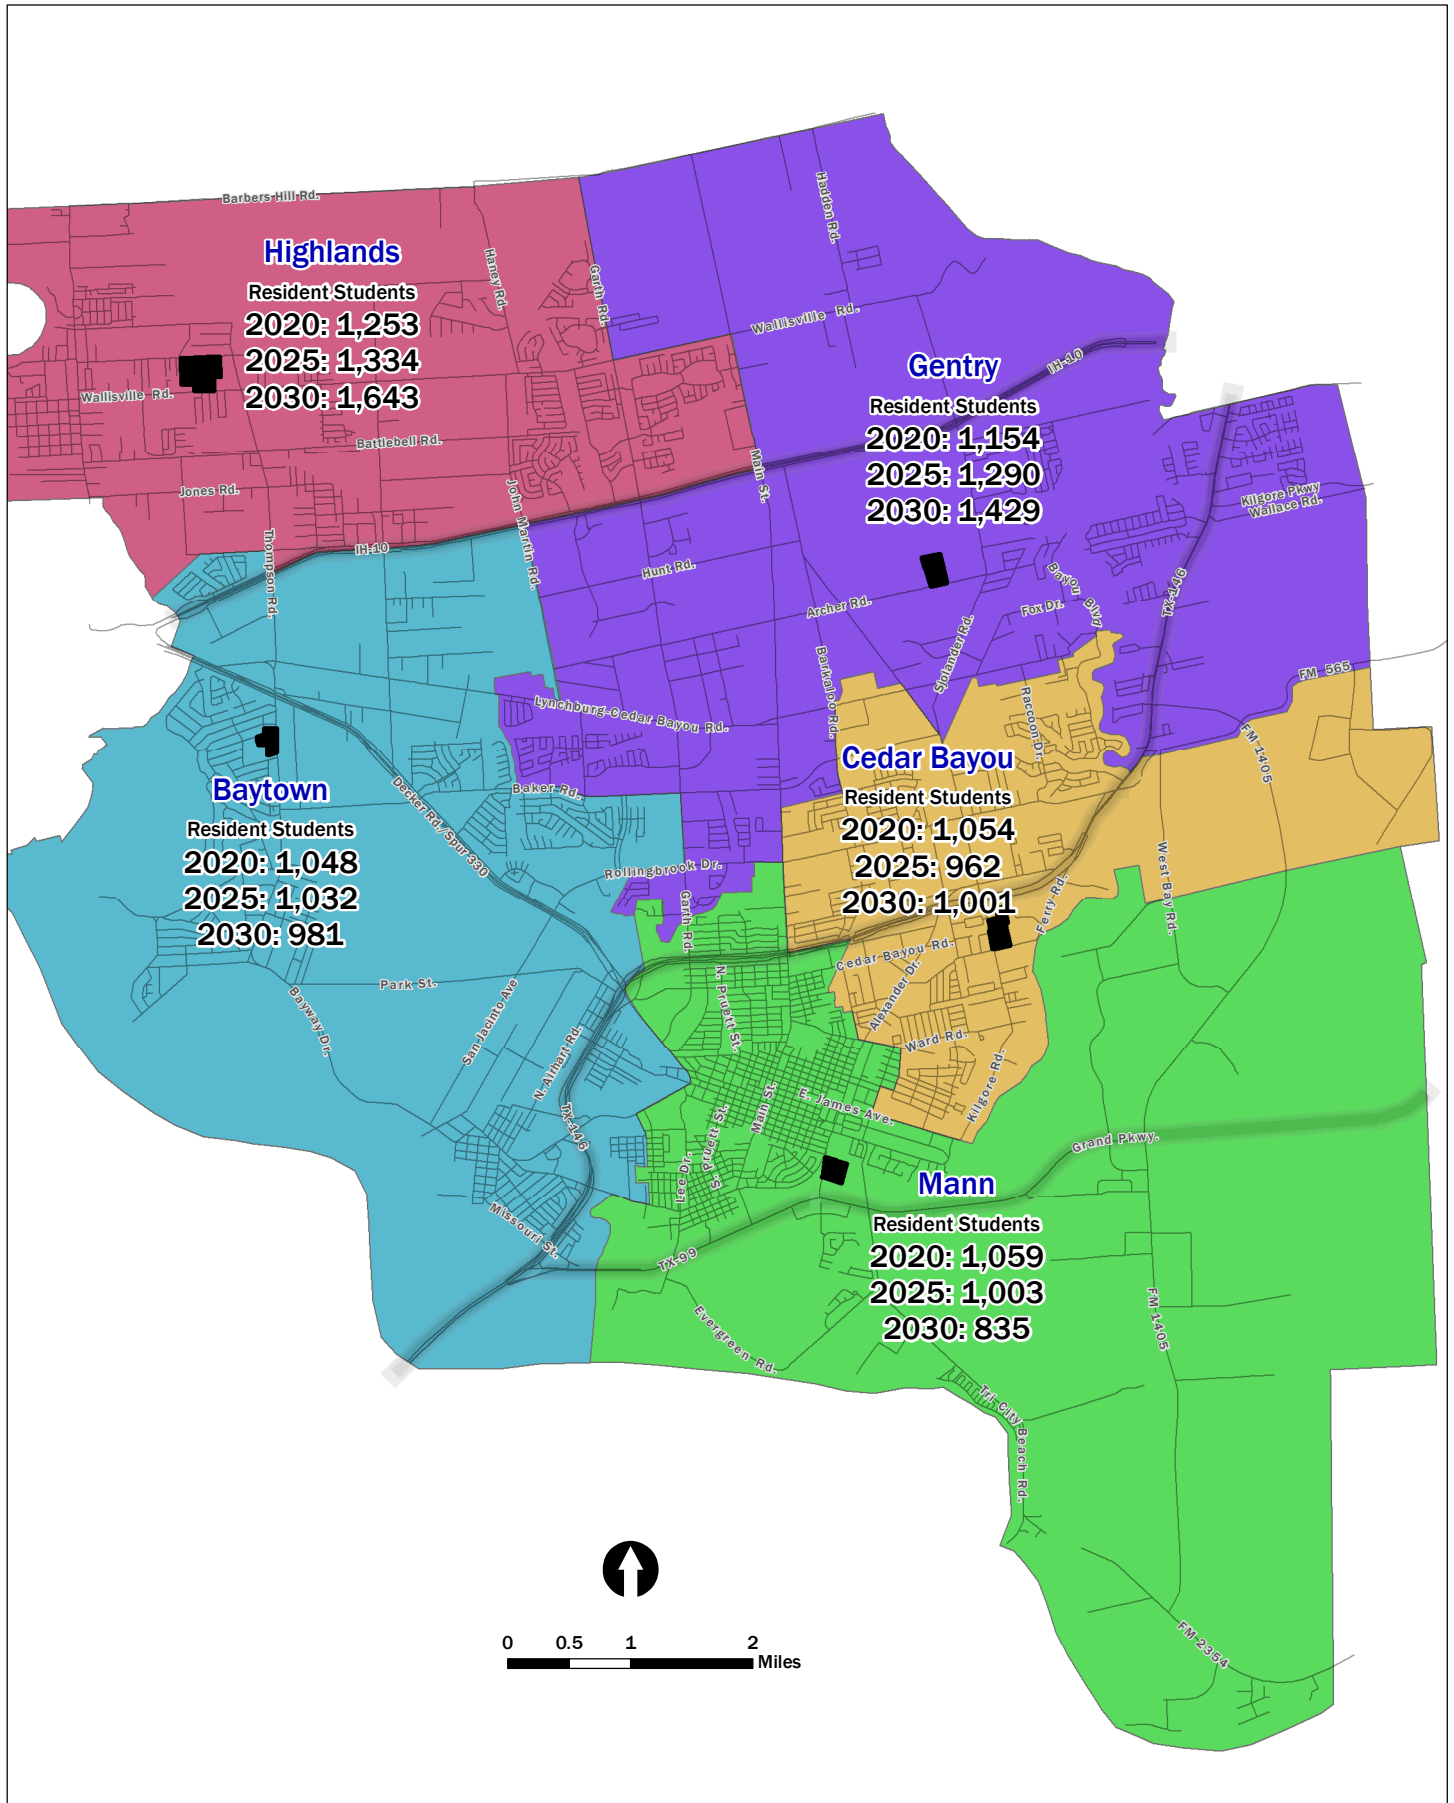 Barbers Hill Rd.
Hadden Rd.
Highlands
Resident Students
2020: 1,253
2025: 1,334
2030: 1,643
Haney Rd.
Garth Rd.
Wallisville Rd.
IH-10
Gentry
Resident Students
2020: 1,154
2025: 1,290
2030: 1,429
Wallisville Rd.
Battlebell Rd.
Jones Rd.
Main St.
Kilgore Pkwy
Wallace Rd.
John Martin Rd.
Thompson Rd.
IH-10
Hunt Rd.
Archer Rd.
Bayou Blvd
Fox Dr.
TX-146
Sjolander Rd.
Barkaloo Rd.
FM 565
Raccoon Dr.
Lynchburg-Cedar Bayou Rd.
FM 1405
Cedar Bayou
Resident Students
2020: 1,054
2025: 962
2030: 1,001
Baytown
Resident Students
2020: 1,048
2025: 1,032
2030: 981
Baker Rd.
Decker Rd./ Spur 330
Rollingbrook Dr.
Garth Rd.
West Bay Rd.
Ferry Rd.
Cedar Bayou Rd.
Alexander Dr.
Park St.
Bayway Dr.
San Jacinto Ave
N. Pruett St.
Ward Rd.
N. Airhart Rd.
Kilgore Rd.
TX-146
Main St.
E. James Ave.
S. Pruett St.
Lee Dr.
Grand Pkwy.
Mann
Resident Students
2020: 1,059
2025: 1,003
2030: 835
Missouri St.
TX-99
Evergreen Rd.
FM 1405
Tri City Beach Rd.
FM 2354
0 0.5 1 2
Miles